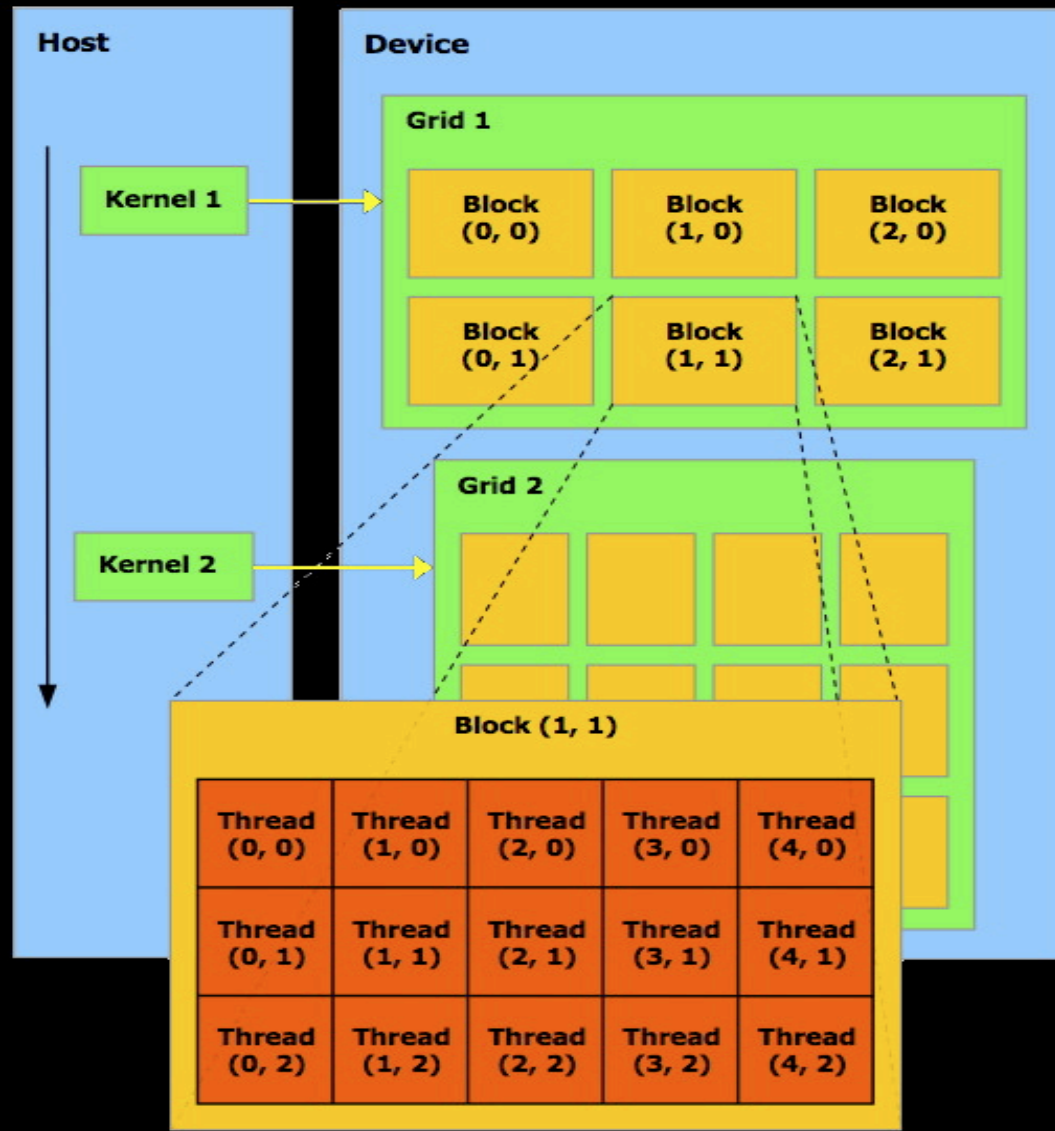 Host
Device
Grid 1
Kernel 1
Block
(0, 0)
Block
(1, 0)
Block
(2, 0)
Block
(0, 1)
Block
(1, 1)
Block
(2, 1)
Grid 2
Kernel 2
Block (1, 1)
Thread
(0, 0)
Thread
(1, 0)
Thread
(2, 0)
Thread
(3, 0)
Thread
(4, 0)
Thread
(0, 1)
Thread
(1, 1)
Thread
(2, 1)
Thread
(3, 1)
Thread
(4, 1)
Thread
(0, 2)
Thread
(1, 2)
Thread
(2, 2)
Thread
(3, 2)
Thread
(4, 2)